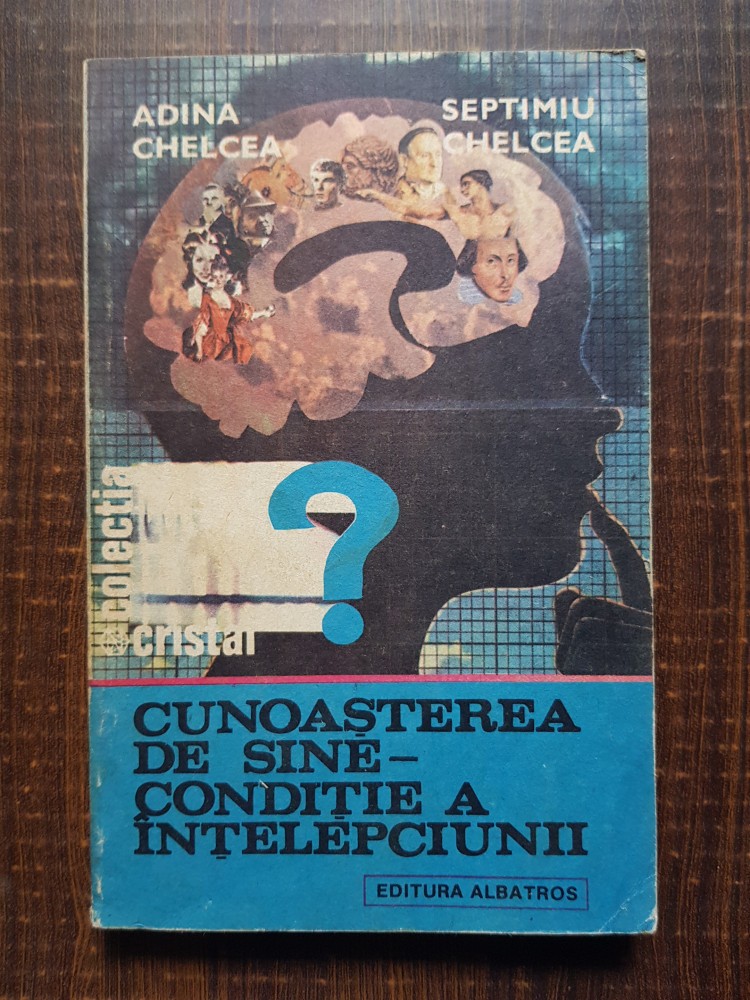 ADINA
CHELCEA
SEPTIMIU
CHELCEA
colecția
cristal
?
CUNOAȘTEREA
DE SINE –
CONDIȚIE A
ÎNȚELEPCIUNII
EDITURA ALBATROS